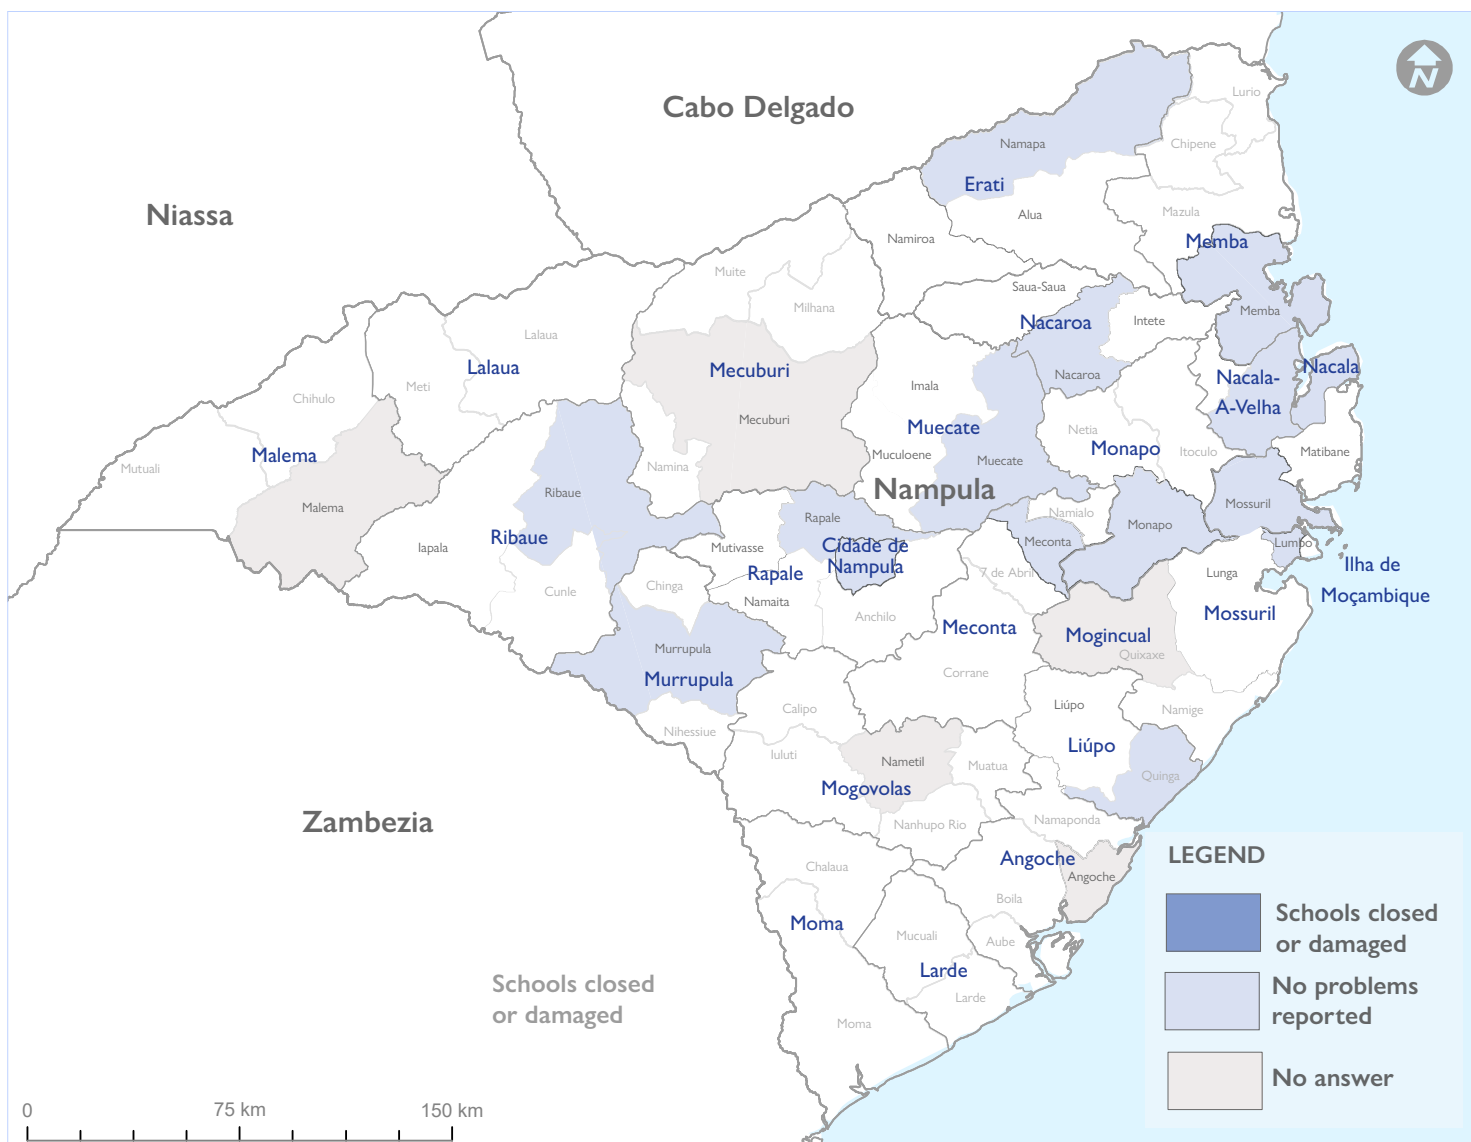 N
Cabo Delgado
Niassa
Zambezia
Nampula
Lurio
Chipene
Namapa
Erati
Alua
Mazula
Namiroa
Memba
Muite
Milhana
Saua-Saua
Nacaroa
Intete
Memba
Lalaua
Lalaua
Meti
Mecuburi
Mecuburi
Imala
Nacaroa
Nacala-
A-Velha
Nacala
Chihulo
Malema
Mutuali
Malema
Muecate
Muculoene
Muecate
Netia
Monapo
Itoculo
Matibane
Namina
Ribaue
Ribaue
Iapala
Rapale
Mutivasse
Cidade de
Nampula
Rapale
Namialo
Meconta
Monapo
Mossuril
Lumbo
Ilha de
Moçambique
Cunle
Chinga
Namaita
Anchilo
7 de Abril
Meconta
Lunga
Mossuril
Mogincual
Quixaxe
Murrupula
Murrupula
Corrane
Calipo
Liúpo
Namige
Nihessiue
Iuluti
Nametil
Muatua
Liúpo
Quinga
Mogovolas
Nanhupo Rio
Namaponda
Chalaua
Angoche
Angoche
Boila
Moma
Mucuali
Aube
Larde
Larde
Moma
Schools closed
or damaged
LEGEND
Schools closed
or damaged
No problems
reported
No answer
0 75 km 150 km